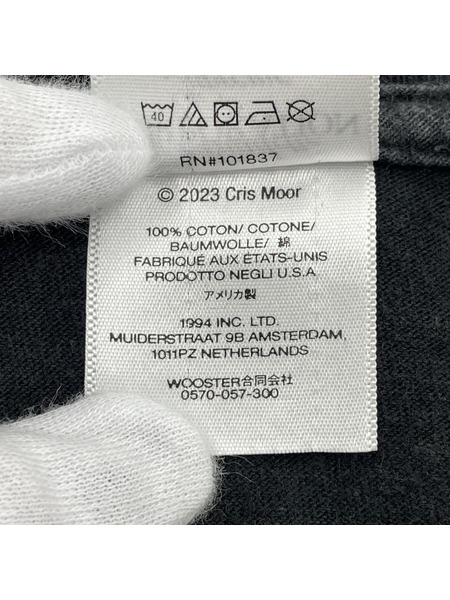 40
RN#101837
© 2023 Cris Moor
100% COTON/ COTONE/
BAUMWOLLE/ 綿
FABRIQUÉ AUX ÉTATS-UNIS
PRODOTTO NEGLI U.S.A
アメリカ製
1994 INC. LTD.
MUIDERSTRAAT 9B AMSTERDAM,
1011PZ NETHERLANDS
WOOSTER合同会社
0570-057-300